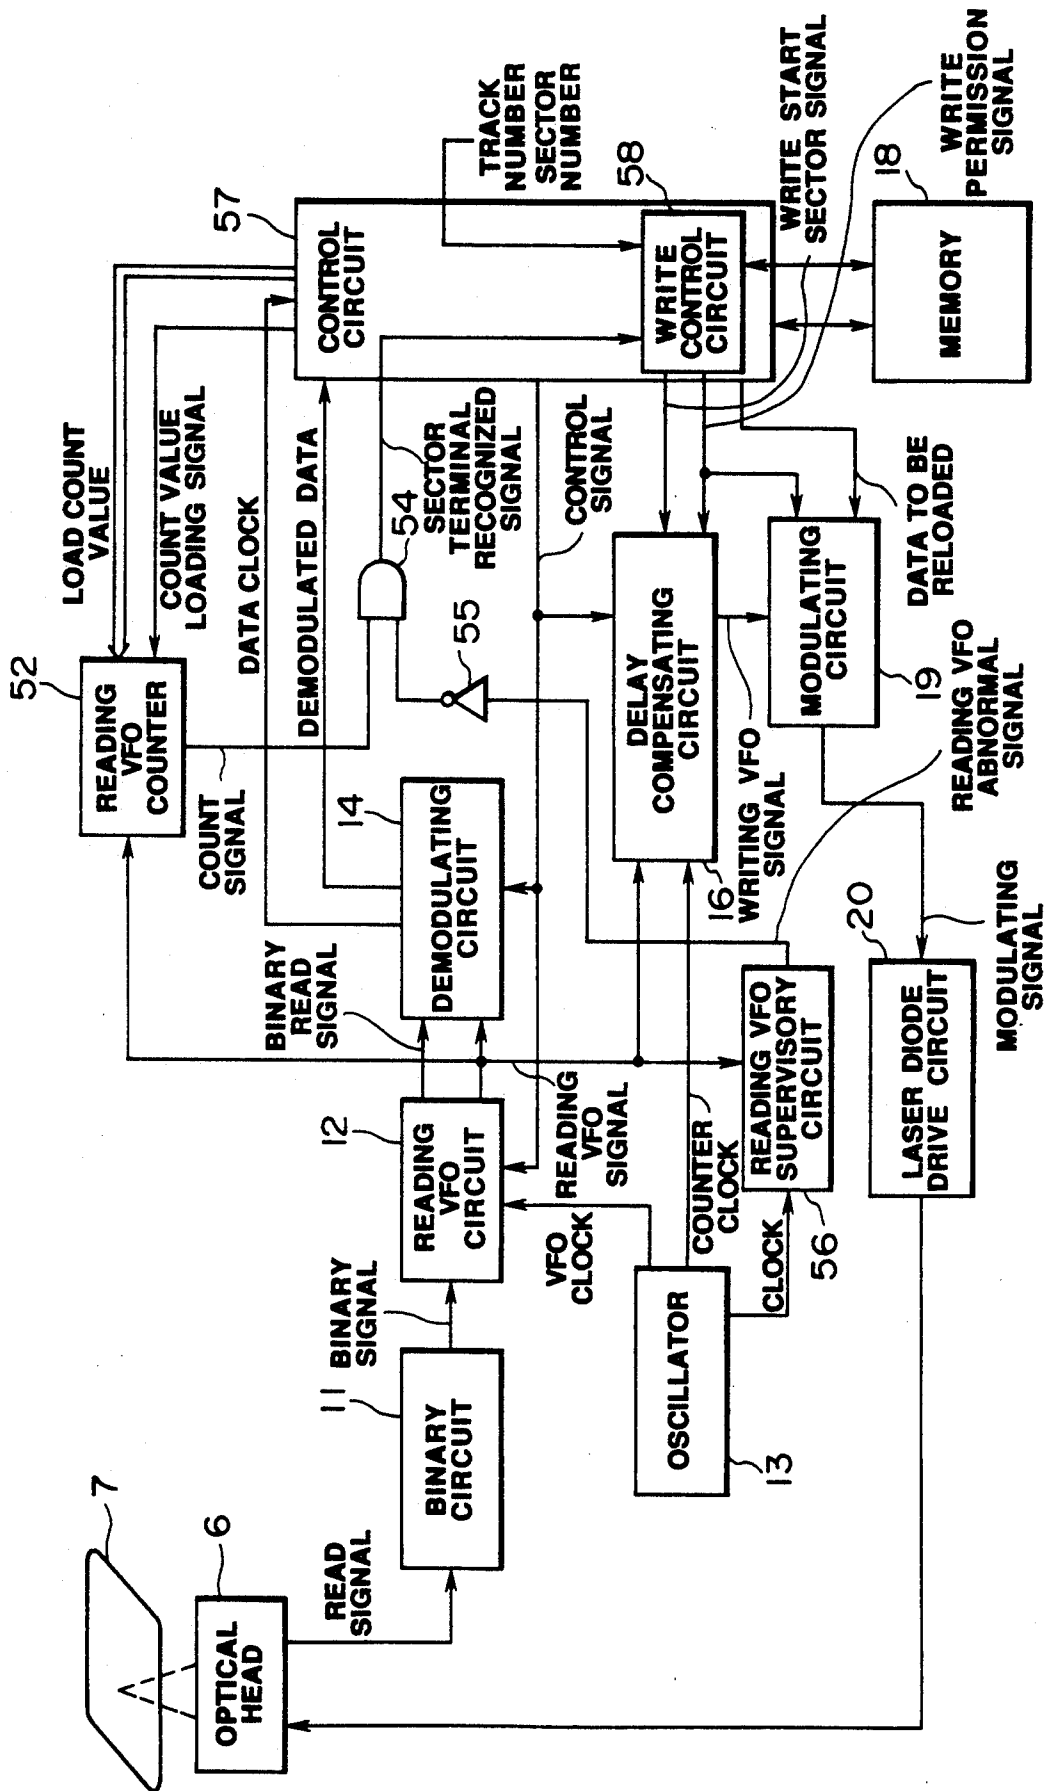 7
6
OPTICAL
HEAD
READ
SIGNAL
11
BINARY
CIRCUIT
BINARY
SIGNAL
12
READING
VFO
CIRCUIT
BINARY
READ
SIGNAL
READING
VFO
SIGNAL
VFO
CLOCK
13
OSCILLATOR
COUNTER
CLOCK
CLOCK
52
READING
VFO
COUNTER
COUNT
SIGNAL
LOAD COUNT
VALUE
COUNT VALUE
LOADING SIGNAL
DATA CLOCK
DEMODULATED DATA
14
DEMODULATING
CIRCUIT
54
55
SECTOR
TERMINAL
RECOGNIZED
SIGNAL
CONTROL
SIGNAL
57
CONTROL
CIRCUIT
TRACK
NUMBER
SECTOR
NUMBER
58
WRITE
CONTROL
CIRCUIT
WRITE START
SECTOR SIGNAL
WRITE
PERMISSION
SIGNAL
18
MEMORY
DELAY
COMPENSATING
CIRCUIT
16
WRITING VFO
SIGNAL
MODULATING
CIRCUIT
19
DATA TO BE
RELOADED
READING VFO
ABNORMAL
SIGNAL
READING VFO
SUPERVISORY
CIRCUIT
56
20
LASER DIODE
DRIVE CIRCUIT
MODULATING
SIGNAL